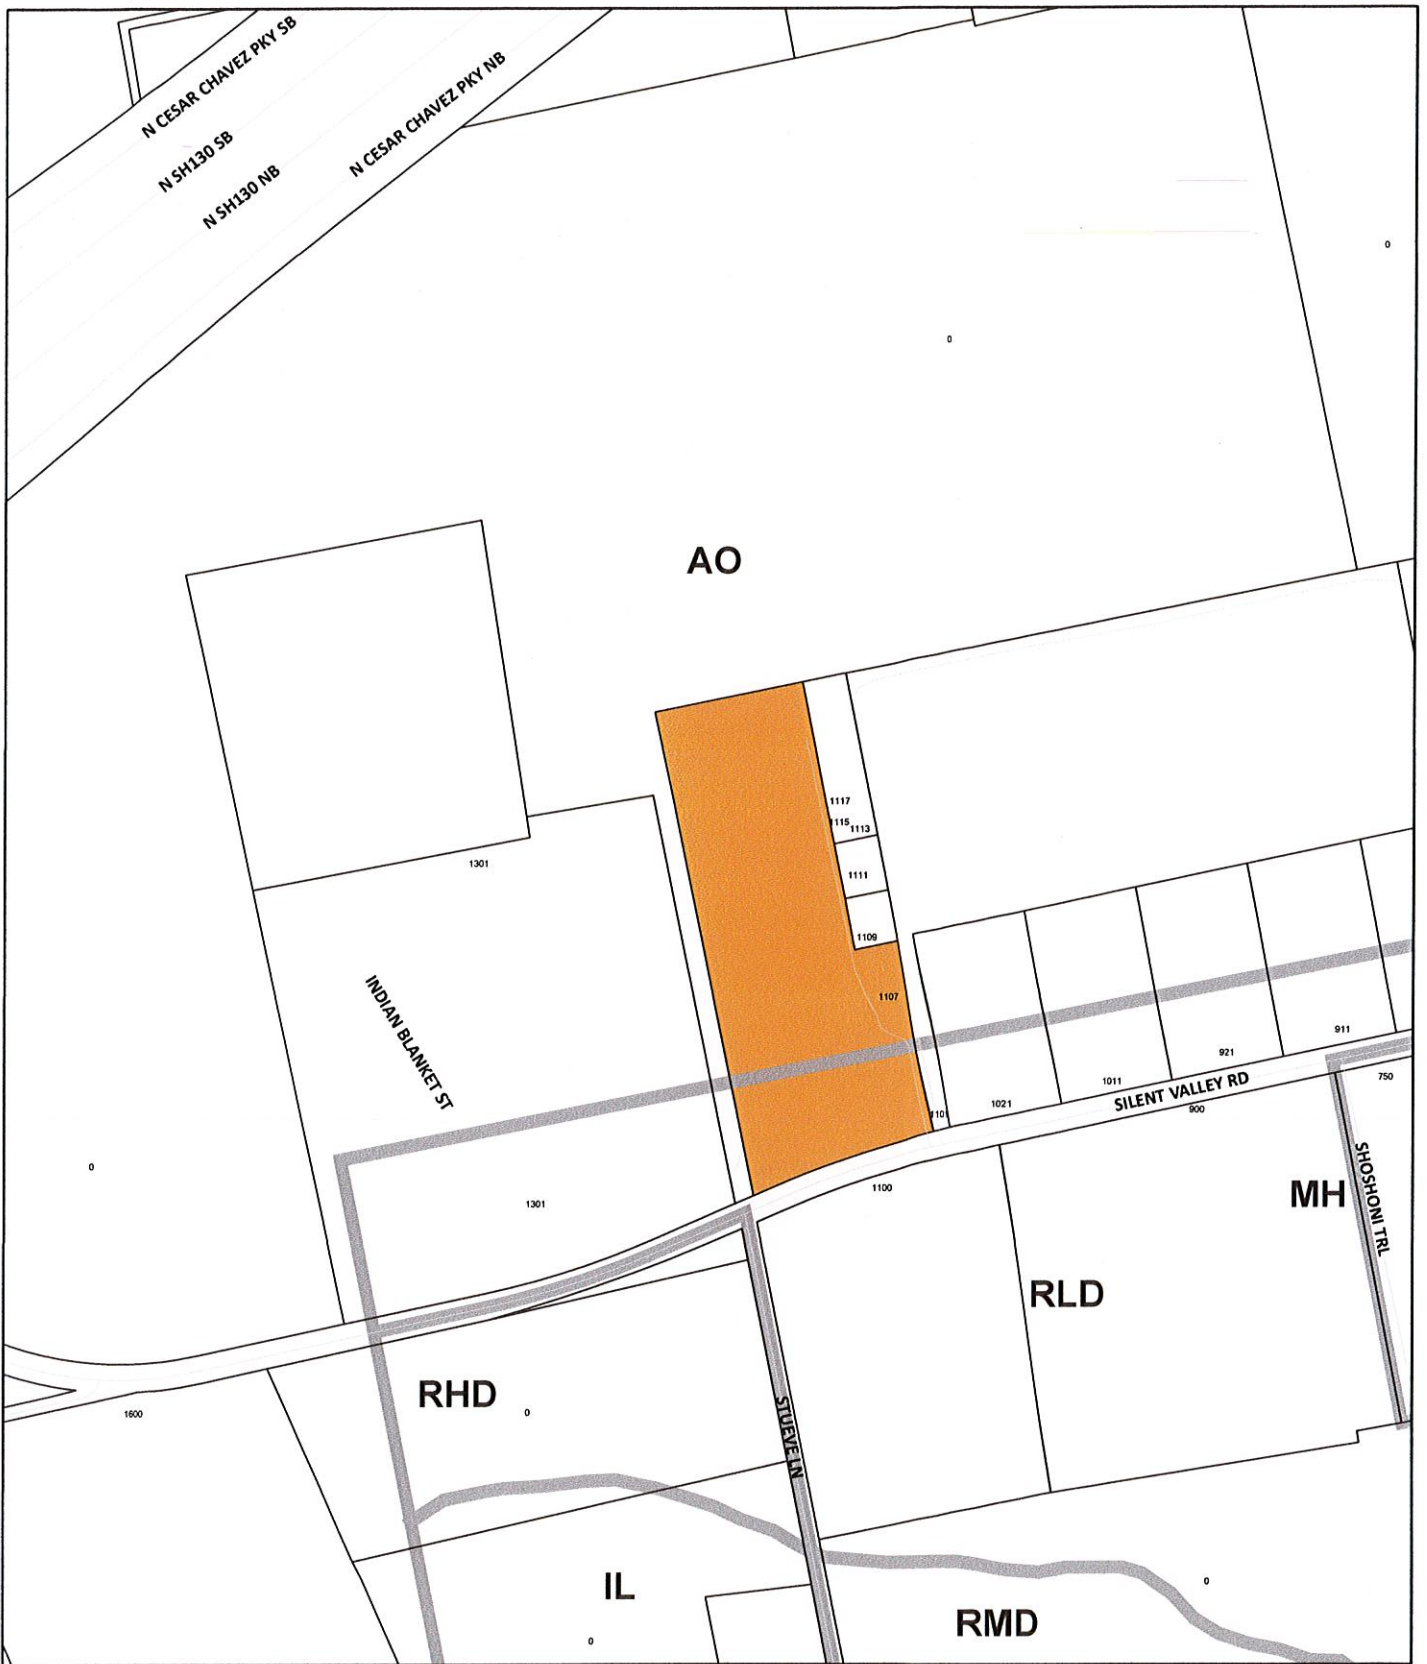 N CESAR CHAVEZ PKY SB
N CESAR CHAVEZ PKY NB
N SH130 SB
N SH130 NB
0
0
AO
1117
1115
1113
1301
1111
1109
INDIAN BLANKET ST
1107
911
921
750
1011
SILENT VALLEY RD
1021
900
1101
0
1301
1100
MH
SHOSHONI TRL
RLD
RHD
0
1600
STUEVE LN
IL
0
RMD
0